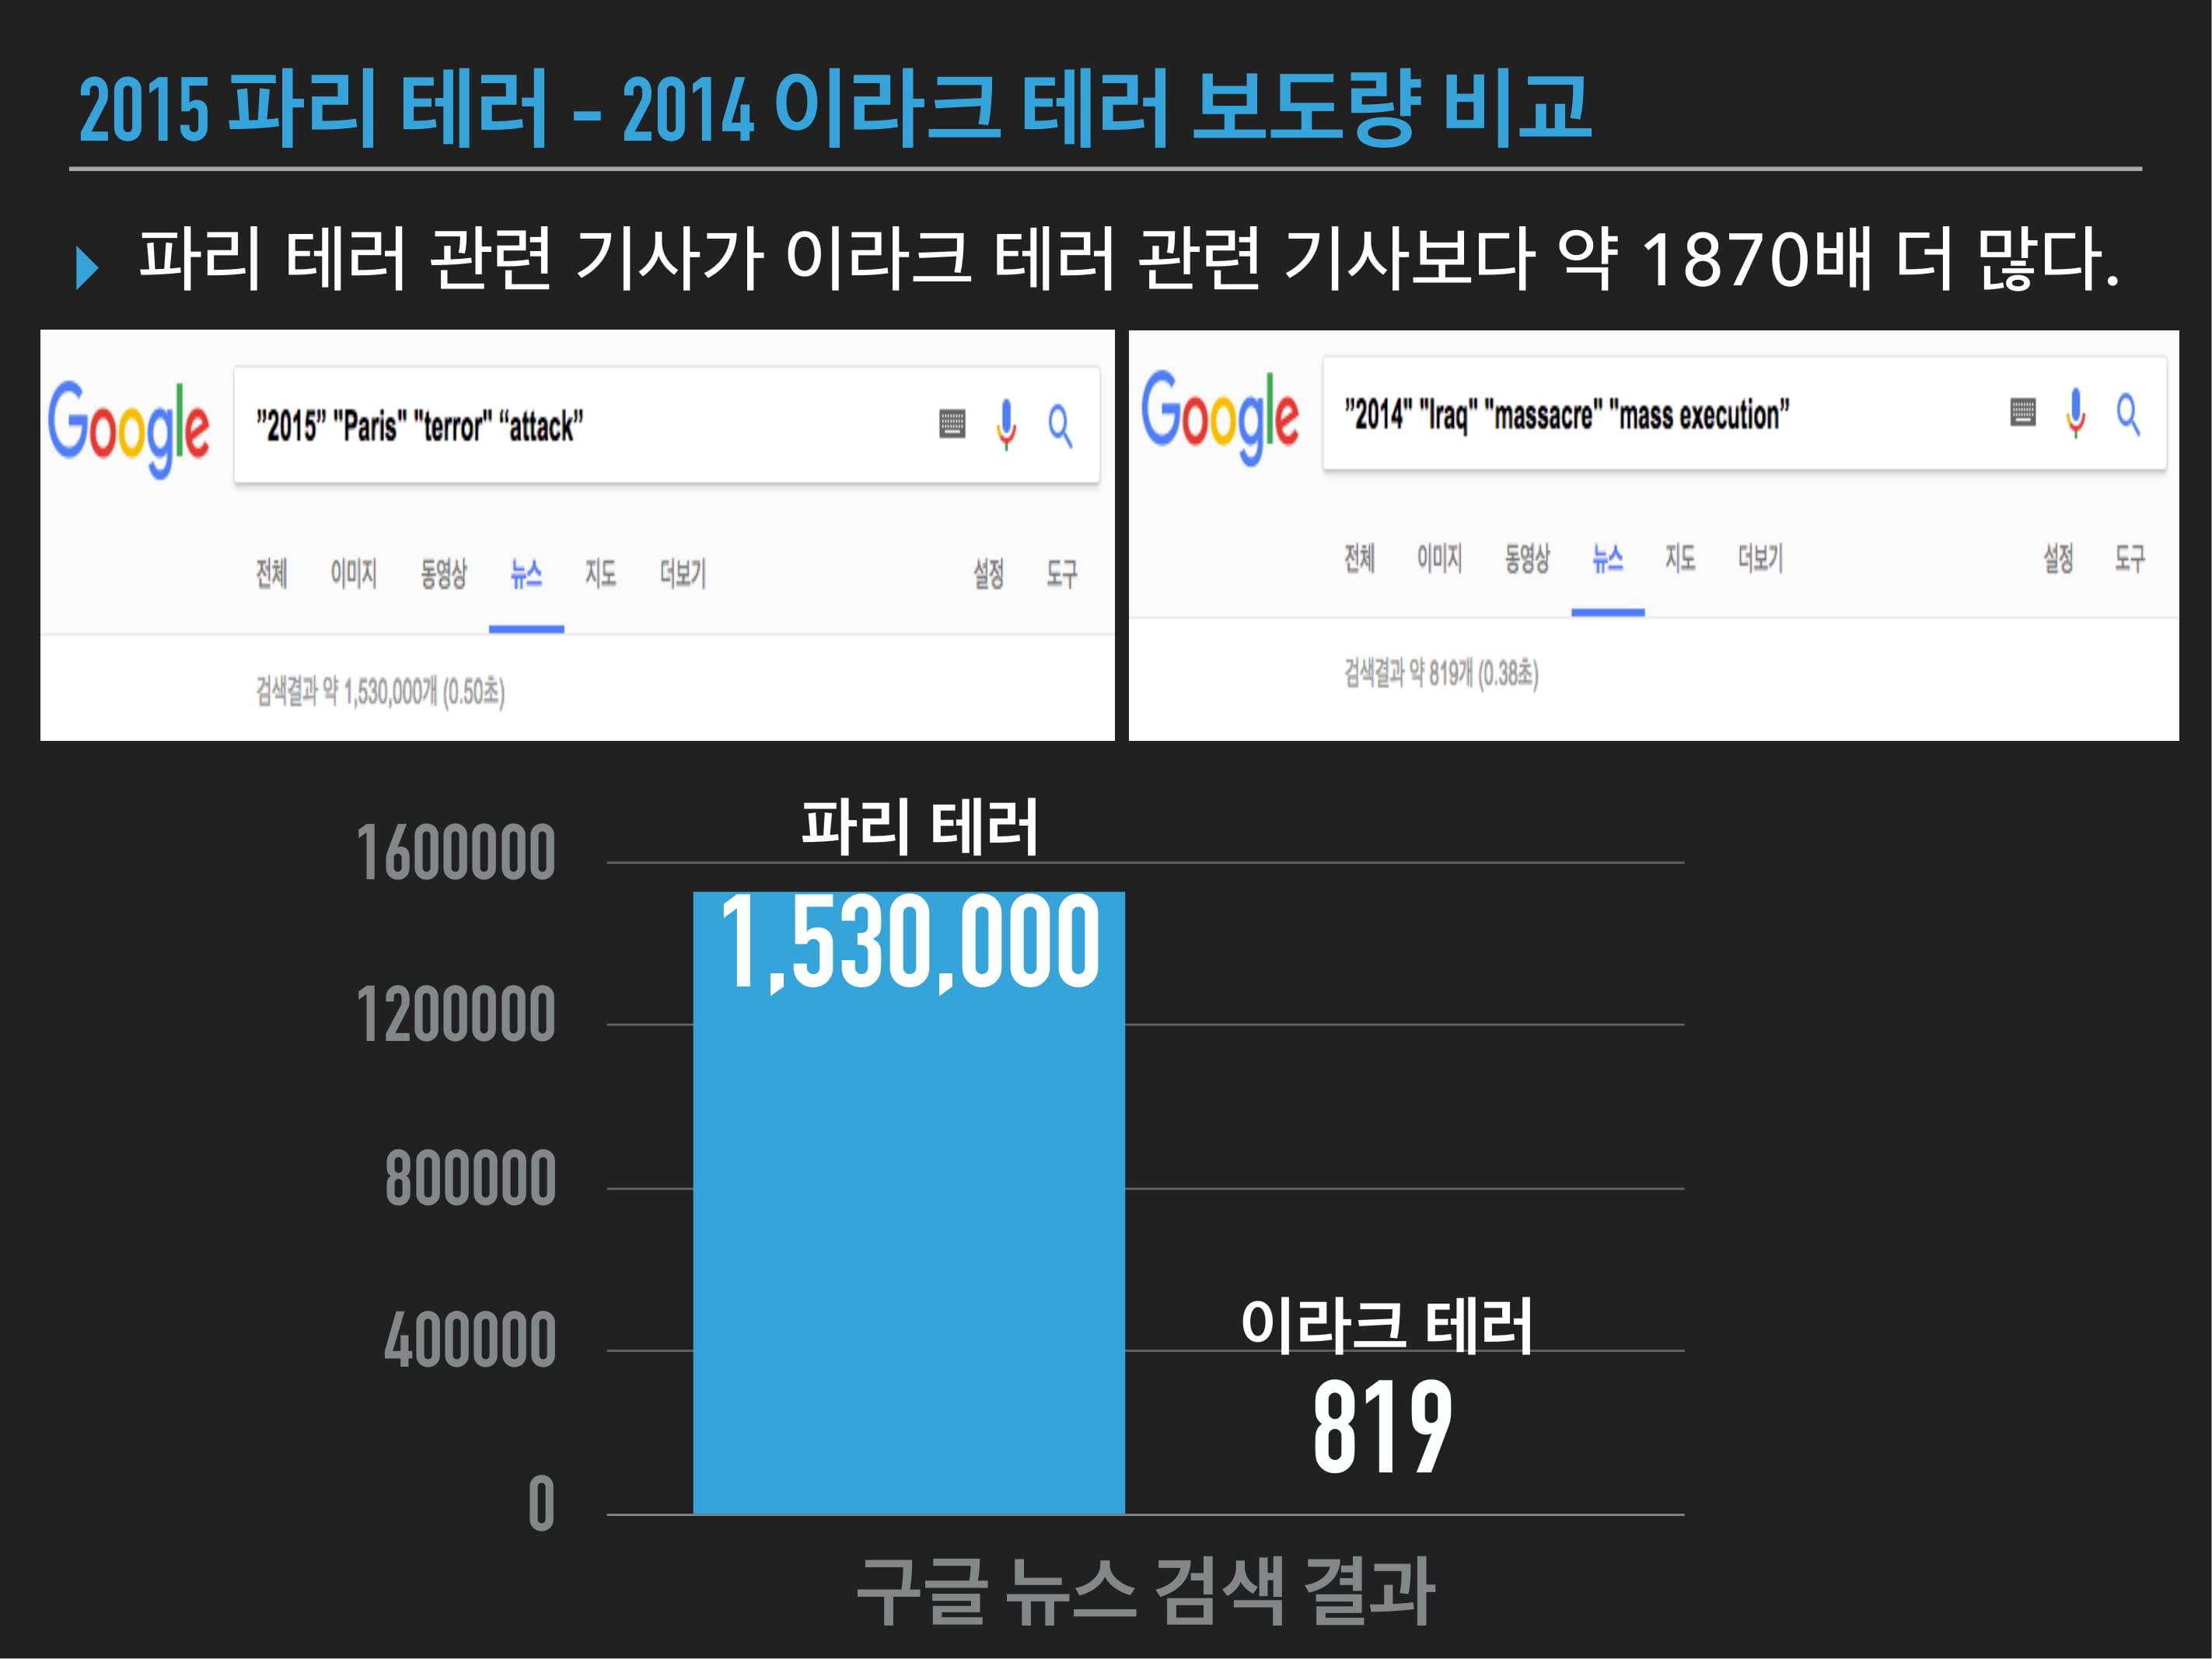 2015 파리 테러 – 2014 이라크 테러 보도량 비교
파리 테러 관련 기사가 이라크 테러 관련 기사보다 약 1870배 더 많다.
Google ”2015” "Paris" "terror" “attack”
전체 이미지 동영상 뉴스 지도 더보기 설정 도구
검색결과 약 1,530,000개 (0.50초)
Google ”2014" "Iraq" "massacre" "mass execution”
전체 이미지 동영상 뉴스 지도 더보기 설정 도구
검색결과 약 819개 (0.38초)
파리 테러
1600000
1,530,000
1200000
800000
400000
이라크 테러
819
0
구글 뉴스 검색 결과